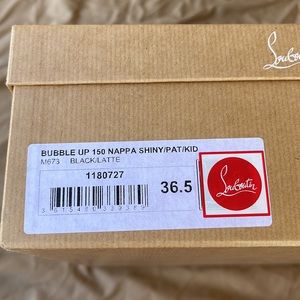 Louboutin
BUBBLE UP 150 NAPPA SHINY/PAT/KID
M673 BLACK/LATTE
1180727
36.5
Louboutin